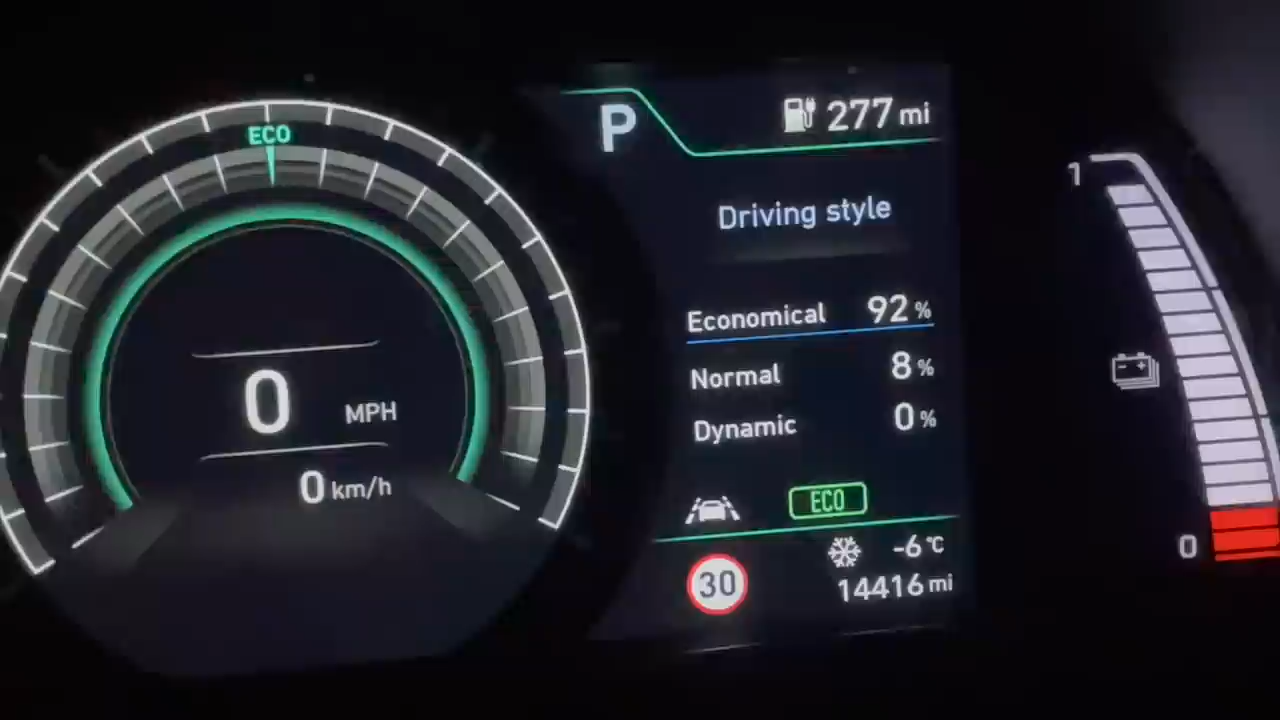 ECO
0 MPH
0 km/h
P 277 mi
Driving style
Economical 92 %
Normal 8 %
Dynamic 0 %
ECO
30 -6 °C
14416 mi
1
- +
0